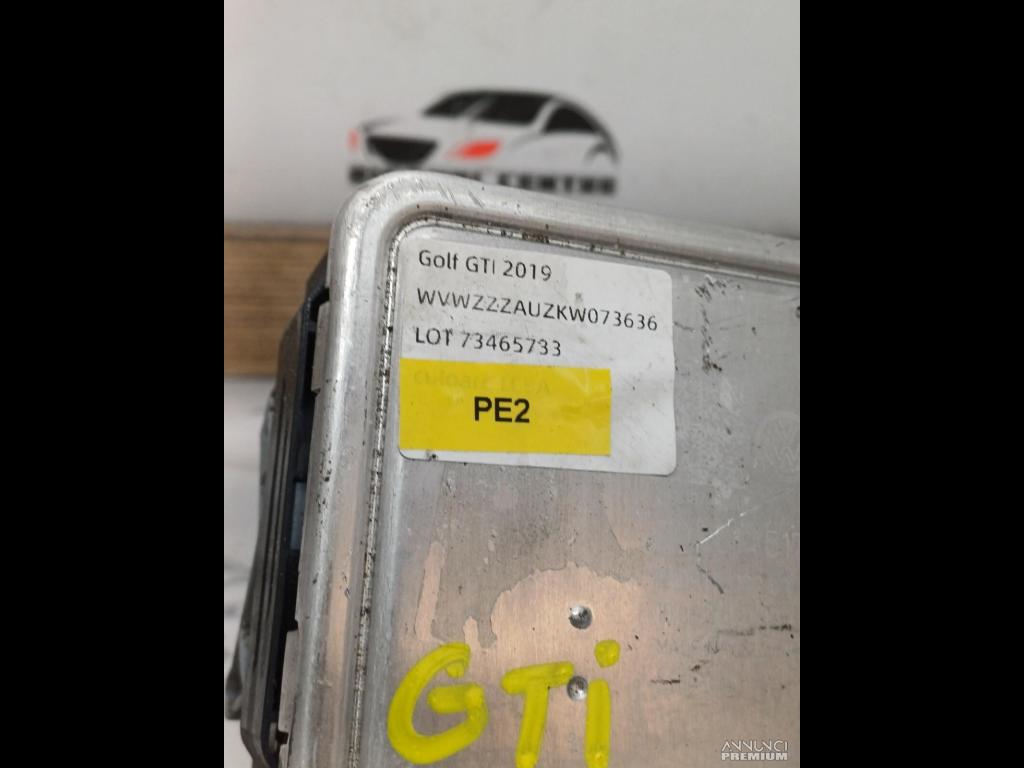 Golf GTI 2019
WVWZZZAUZKW073636
LOT 73465733
PE2
GTi
ANNUNCI
PREMIUM